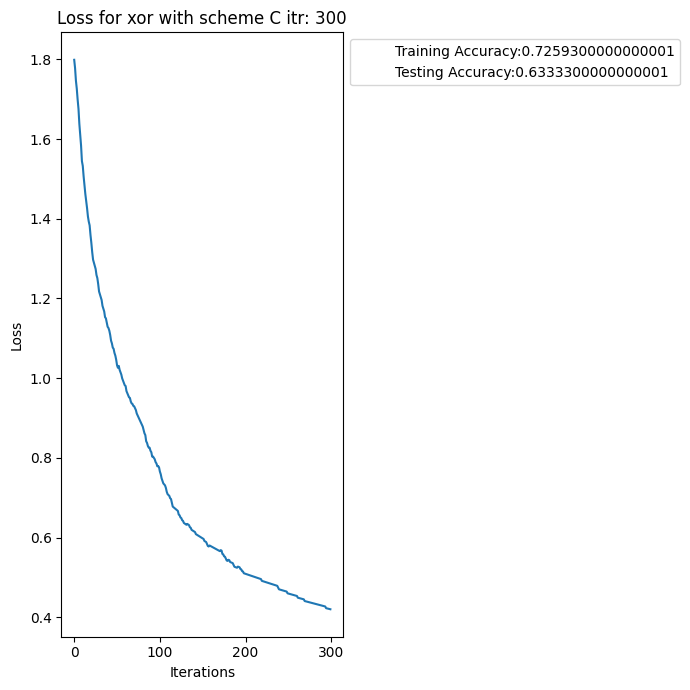 Loss for xor with scheme C itr: 300
Training Accuracy:0.7259300000000001
Testing Accuracy:0.6333300000000001
1.8
1.6
1.4
1.2
1.0
0.8
0.6
0.4
Loss
0 100 200 300
Iterations